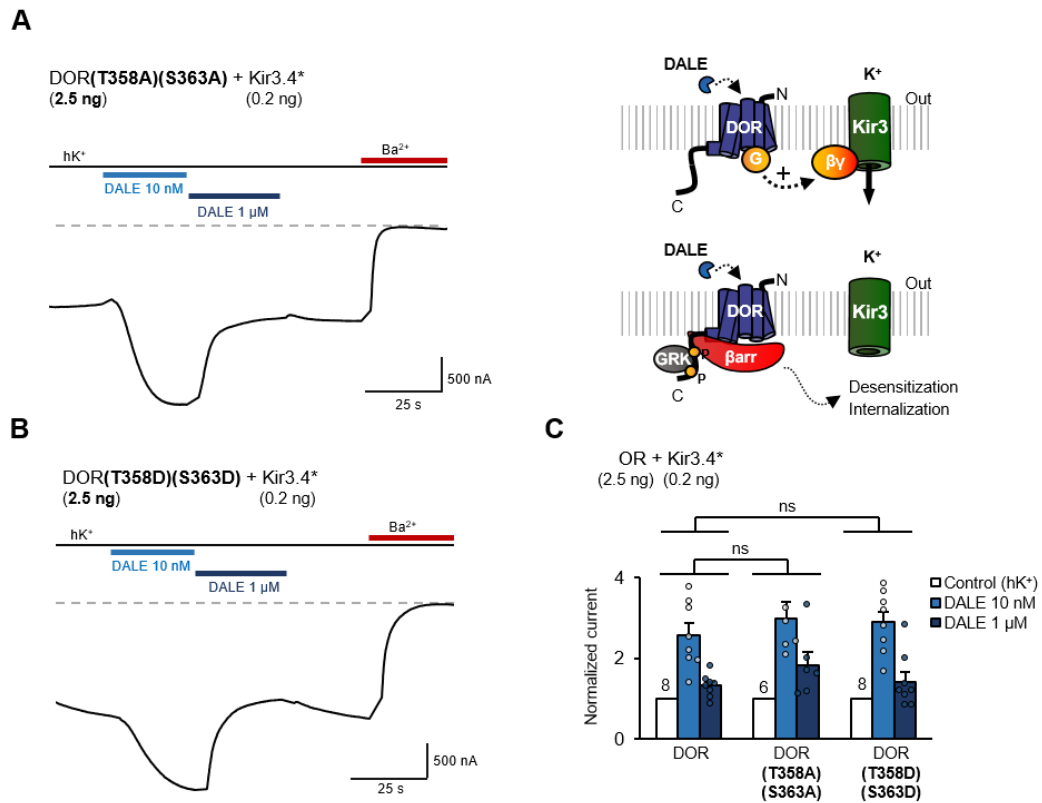 A
DOR(T358A)(S363A) + Kir3.4*
(2.5 ng) (0.2 ng)
hK⁺
Ba²⁺
DALE 10 nM
DALE 1 µM
500 nA
25 s
DALE
K⁺
N
Out
DOR
Kir3
G
+
βγ
C
DALE
K⁺
N
Out
DOR
Kir3
GRK
P
βarr
P
C
Desensitization
Internalization
B
DOR(T358D)(S363D) + Kir3.4*
(2.5 ng) (0.2 ng)
hK⁺
Ba²⁺
DALE 10 nM
DALE 1 µM
500 nA
25 s
C
OR + Kir3.4*
(2.5 ng) (0.2 ng)
ns
ns
Normalized current
4
2
0
8
6
8
Control (hK⁺)
DALE 10 nM
DALE 1 µM
DOR
DOR
(T358A)
(S363A)
DOR
(T358D)
(S363D)